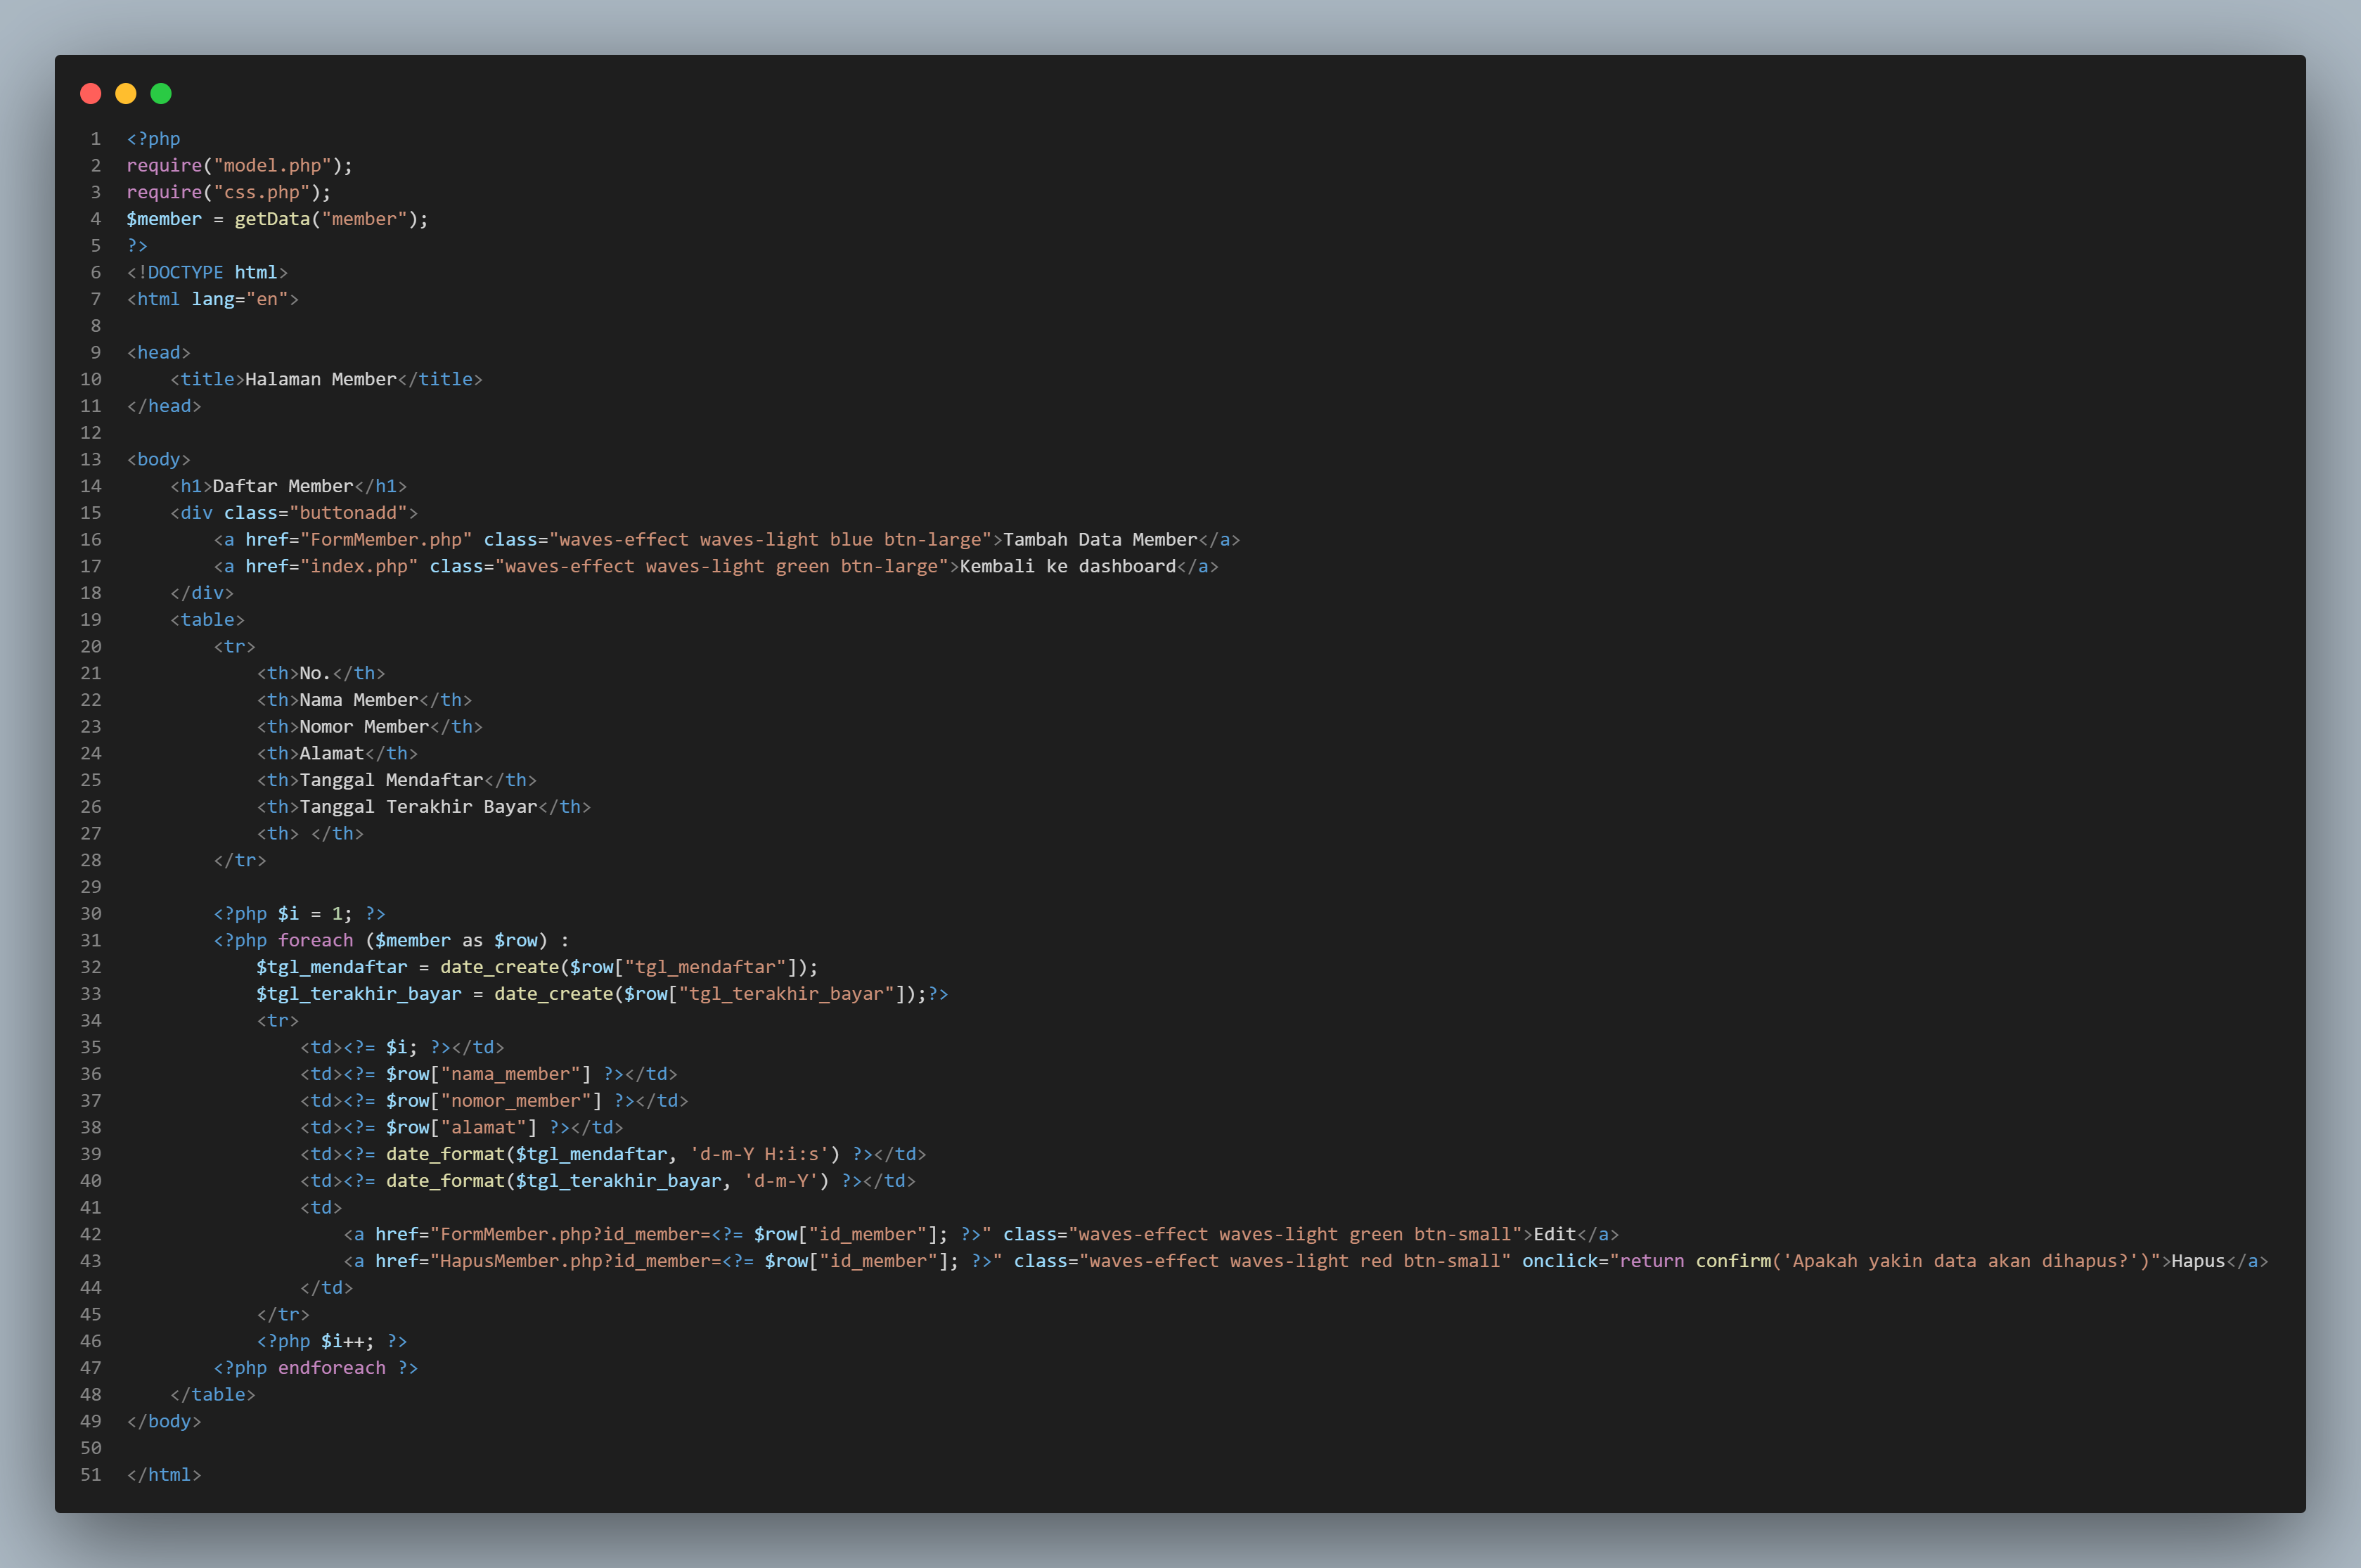 1 <?php
2 require("model.php");
3 require("css.php");
4 $member = getData("member");
5 ?>
6 <!DOCTYPE html>
7 <html lang="en">
8
9 <head>
10     <title>Halaman Member</title>
11 </head>
12
13 <body>
14     <h1>Daftar Member</h1>
15     <div class="buttonadd">
16         <a href="FormMember.php" class="waves-effect waves-light blue btn-large">Tambah Data Member</a>
17         <a href="index.php" class="waves-effect waves-light green btn-large">Kembali ke dashboard</a>
18     </div>
19     <table>
20         <tr>
21             <th>No.</th>
22             <th>Nama Member</th>
23             <th>Nomor Member</th>
24             <th>Alamat</th>
25             <th>Tanggal Mendaftar</th>
26             <th>Tanggal Terakhir Bayar</th>
27             <th> </th>
28         </tr>
29
30         <?php $i = 1; ?>
31         <?php foreach ($member as $row) :
32             $tgl_mendaftar = date_create($row["tgl_mendaftar"]);
33             $tgl_terakhir_bayar = date_create($row["tgl_terakhir_bayar"]);?>
34             <tr>
35                 <td><?= $i; ?></td>
36                 <td><?= $row["nama_member"] ?></td>
37                 <td><?= $row["nomor_member"] ?></td>
38                 <td><?= $row["alamat"] ?></td>
39                 <td><?= date_format($tgl_mendaftar, 'd-m-Y H:i:s') ?></td>
40                 <td><?= date_format($tgl_terakhir_bayar, 'd-m-Y') ?></td>
41                 <td>
42                     <a href="FormMember.php?id_member=<?= $row["id_member"]; ?>" class="waves-effect waves-light green btn-small">Edit</a>
43                     <a href="HapusMember.php?id_member=<?= $row["id_member"]; ?>" class="waves-effect waves-light red btn-small" onclick="return confirm('Apakah yakin data akan dihapus?')">Hapus</a>
44                 </td>
45             </tr>
46             <?php $i++; ?>
47         <?php endforeach ?>
48     </table>
49 </body>
50
51 </html>